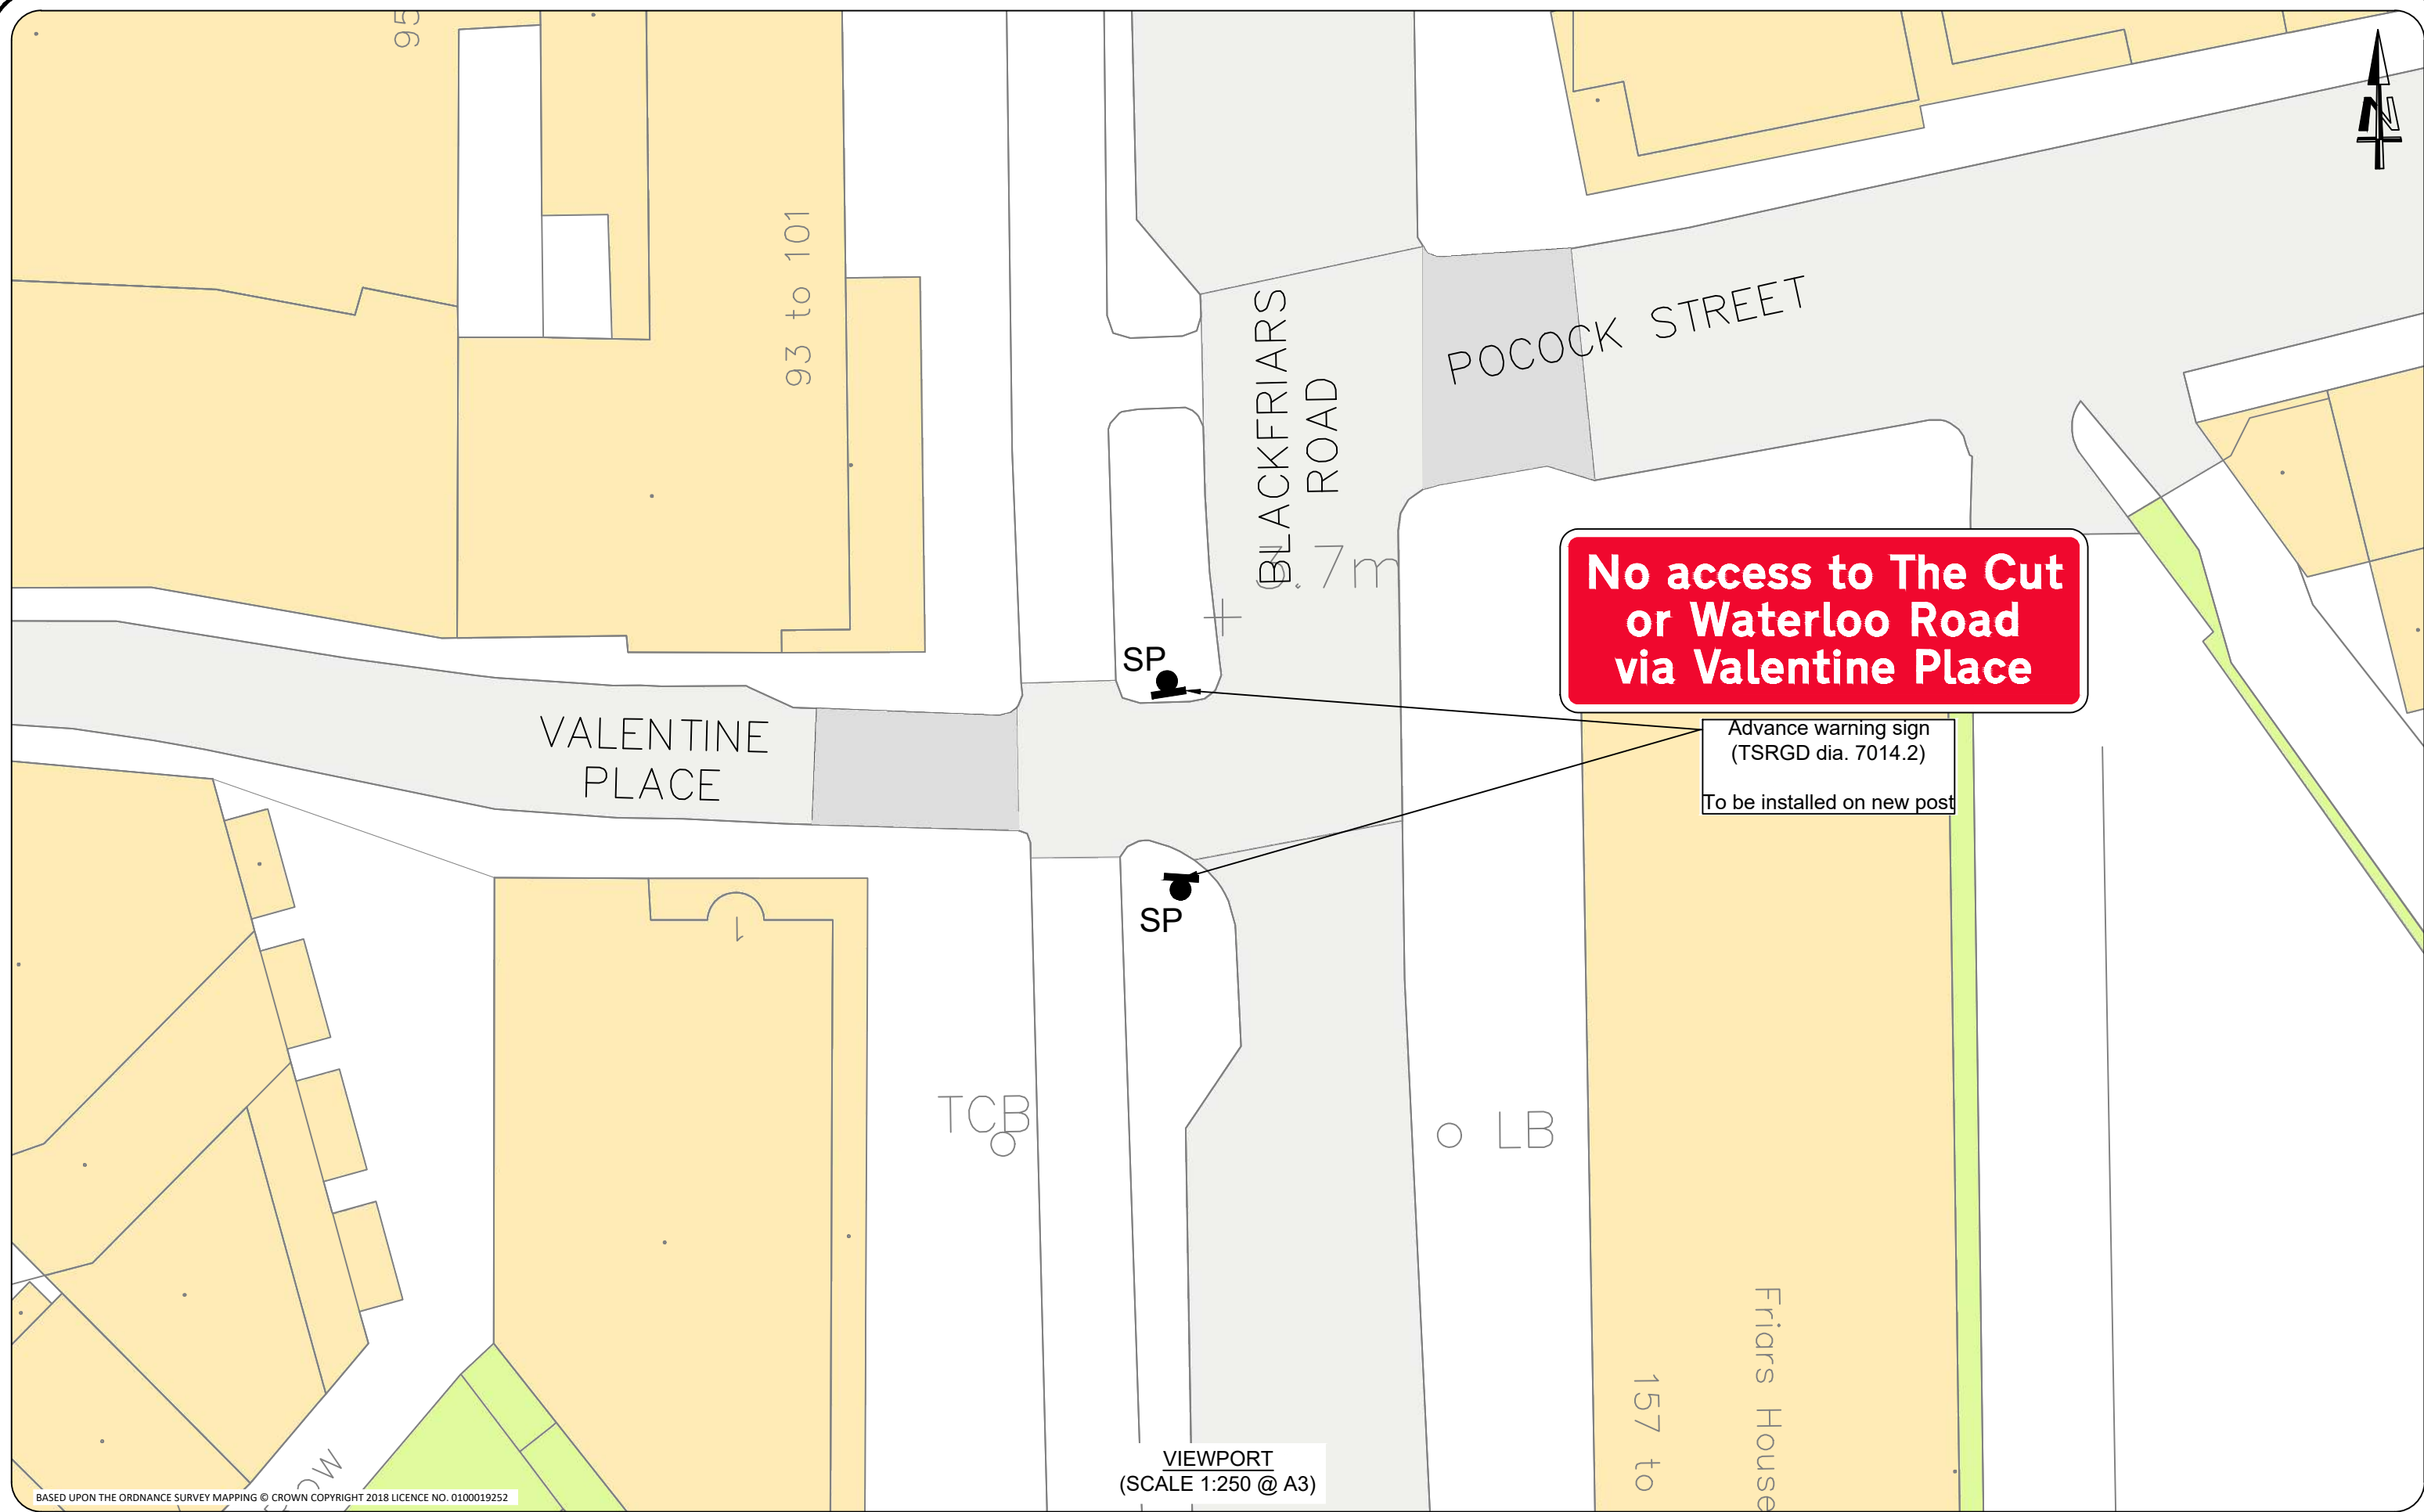 95
93 to 101
BLACKFRIARS
ROAD
POCOCK STREET
N
3.7m
No access to The Cut
or Waterloo Road
via Valentine Place
SP
Advance warning sign
(TSRGD dia. 7014.2)
To be installed on new post
VALENTINE
PLACE
SP
1
TCB
LB
Friars House
157 to
VIEWPORT
(SCALE 1:250 @ A3)
BASED UPON THE ORDNANCE SURVEY MAPPING © CROWN COPYRIGHT 2018 LICENCE NO. 0100019252